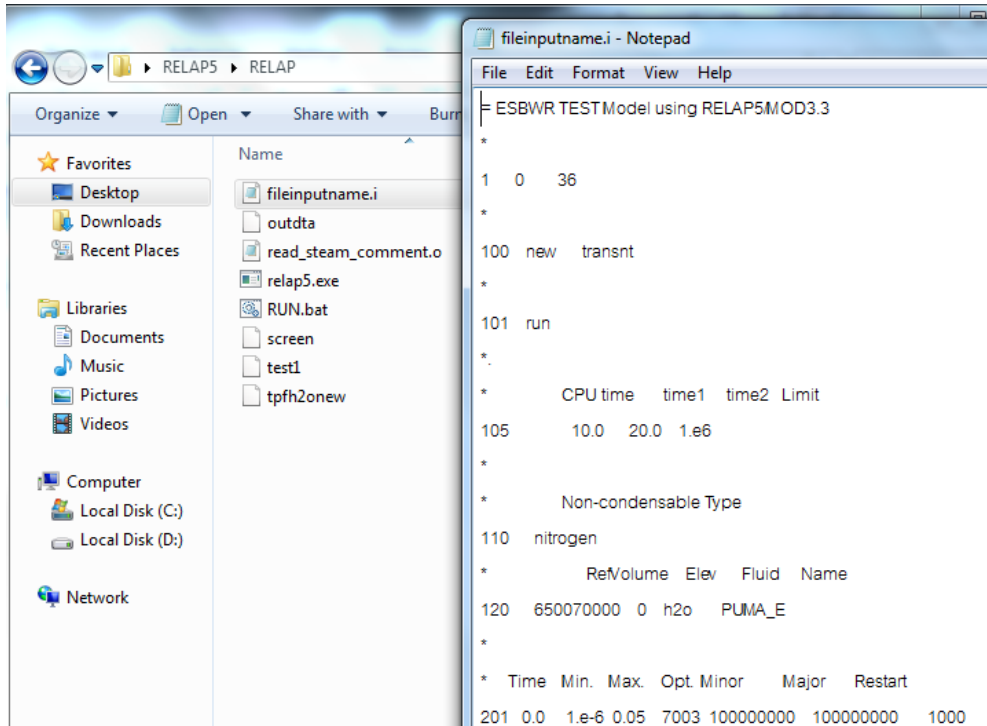 RELAP5 RELAP
Organize Open Share with Burn
Favorites
Desktop
Downloads
Recent Places
Libraries
Documents
Music
Pictures
Videos
Computer
Local Disk (C:)
Local Disk (D:)
Network
Name
fileinputname.i
outdta
read_steam_comment.o
relap5.exe
RUN.bat
screen
test1
tpfh2onew
fileinputname.i - Notepad
File Edit Format View Help
= ESBWR TEST Model using RELAP5/MOD3.3
*
1 0 36
*
100 new transnt
*
101 run
*.
* CPU time time1 time2 Limit
105 10.0 20.0 1.e6
*
* Non-condensable Type
110 nitrogen
* RefVolume Elev Fluid Name
120 650070000 0 h2o PUMA_E
*
* Time Min. Max. Opt. Minor Major Restart
201 0.0 1.e-6 0.05 7003 100000000 100000000 1000